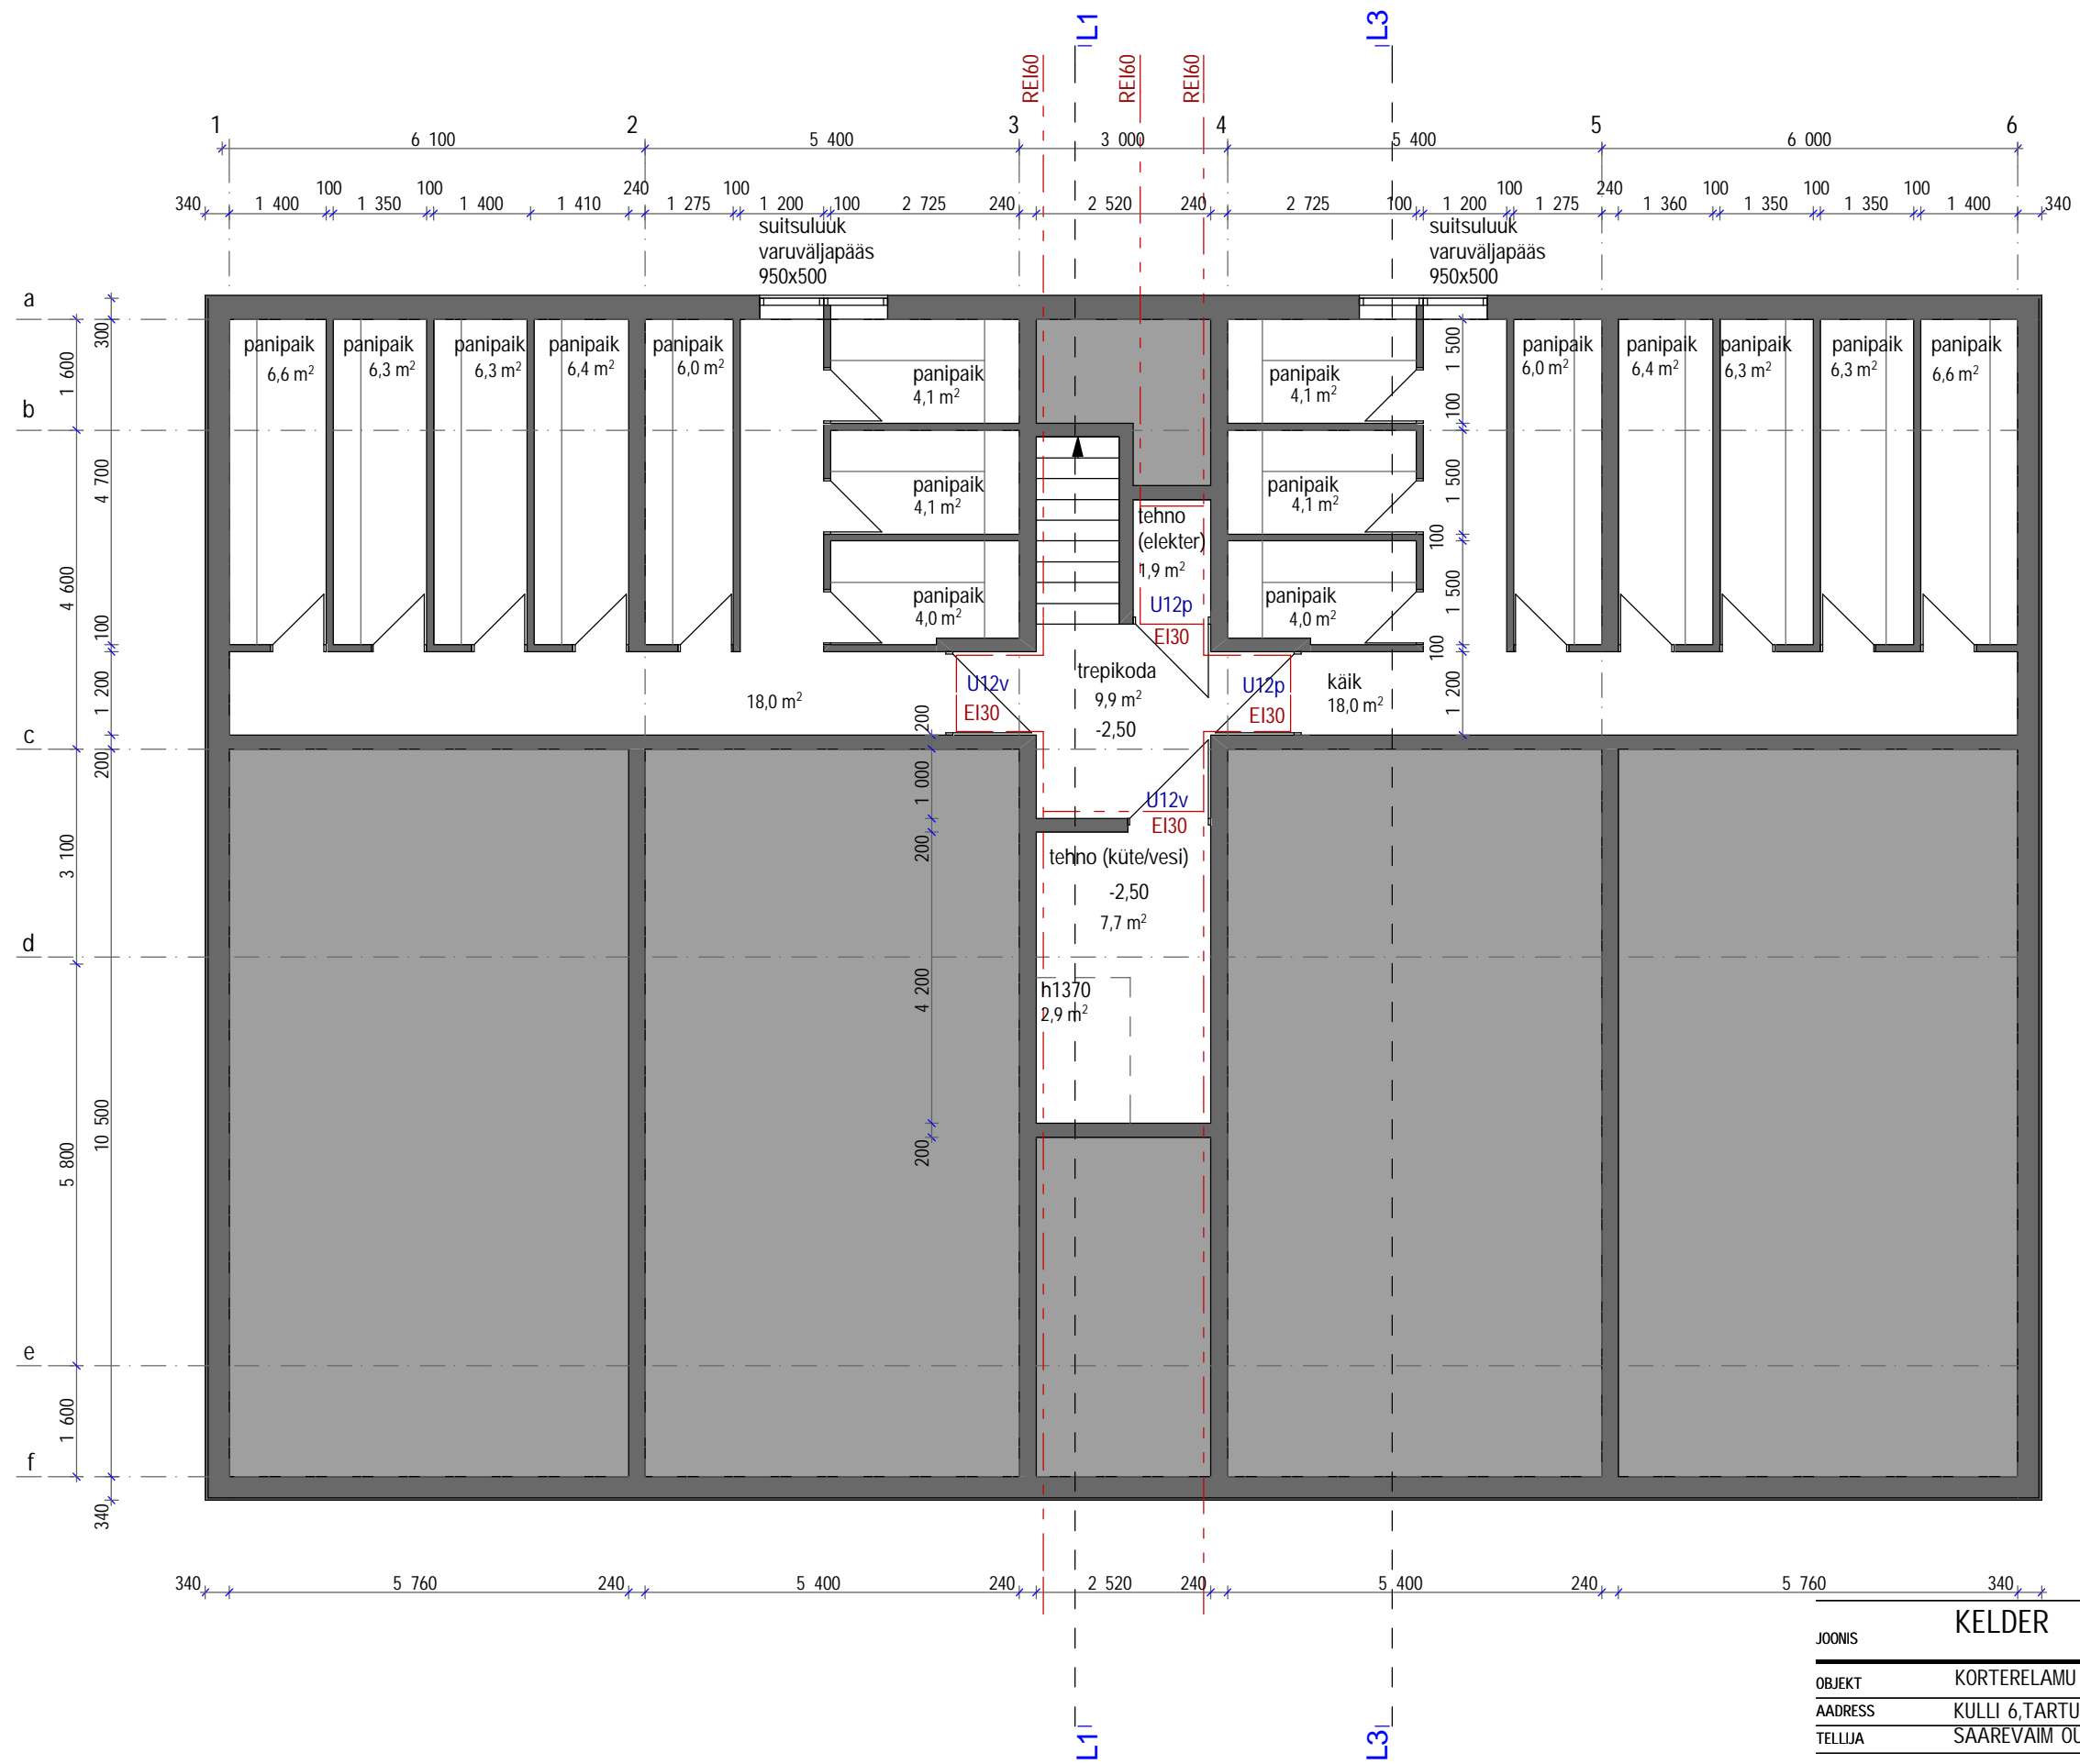 L1
L3
REI60
REI60
REI60
1
2
3
4
5
6
6 100
5 400
3 000
5 400
6 000
340
1 400
100
1 350
100
1 400
1 410
240
1 275
100
1 200
100
2 725
240
2 520
240
2 725
100
1 200
100
1 275
240
1 360
100
1 350
100
1 350
100
1 400
340
suitsuluuk
varuväljapääs
950x500
suitsuluuk
varuväljapääs
950x500
a
b
c
d
e
f
1 600
4 600
3 100
5 800
1 600
300
4 700
100
1 200
200
10 500
340
panipaik
6,6 m²
panipaik
6,3 m²
panipaik
6,3 m²
panipaik
6,4 m²
panipaik
6,0 m²
panipaik
4,1 m²
panipaik
4,1 m²
panipaik
4,0 m²
panipaik
4,1 m²
panipaik
4,1 m²
panipaik
4,0 m²
panipaik
6,0 m²
panipaik
6,4 m²
panipaik
6,3 m²
panipaik
6,3 m²
panipaik
6,6 m²
1 500
100
1 500
100
1 500
100
1 200
tehno
(elekter)
1,9 m²
U12p
EI30
trepikoda
9,9 m²
-2,50
U12v
EI30
U12p
EI30
käik
18,0 m²
18,0 m²
200
1 000
200
4 200
200
U12v
EI30
tehno (küte/vesi)
-2,50
7,7 m²
h1370
2,9 m²
340
5 760
240
5 400
240
2 520
240
5 400
240
5 760
340
L1
L3
JOONIS KELDER
OBJEKT KORTERELAMU
AADRESS KULLI 6,TARTU
TELLIJA SAAREVAIM